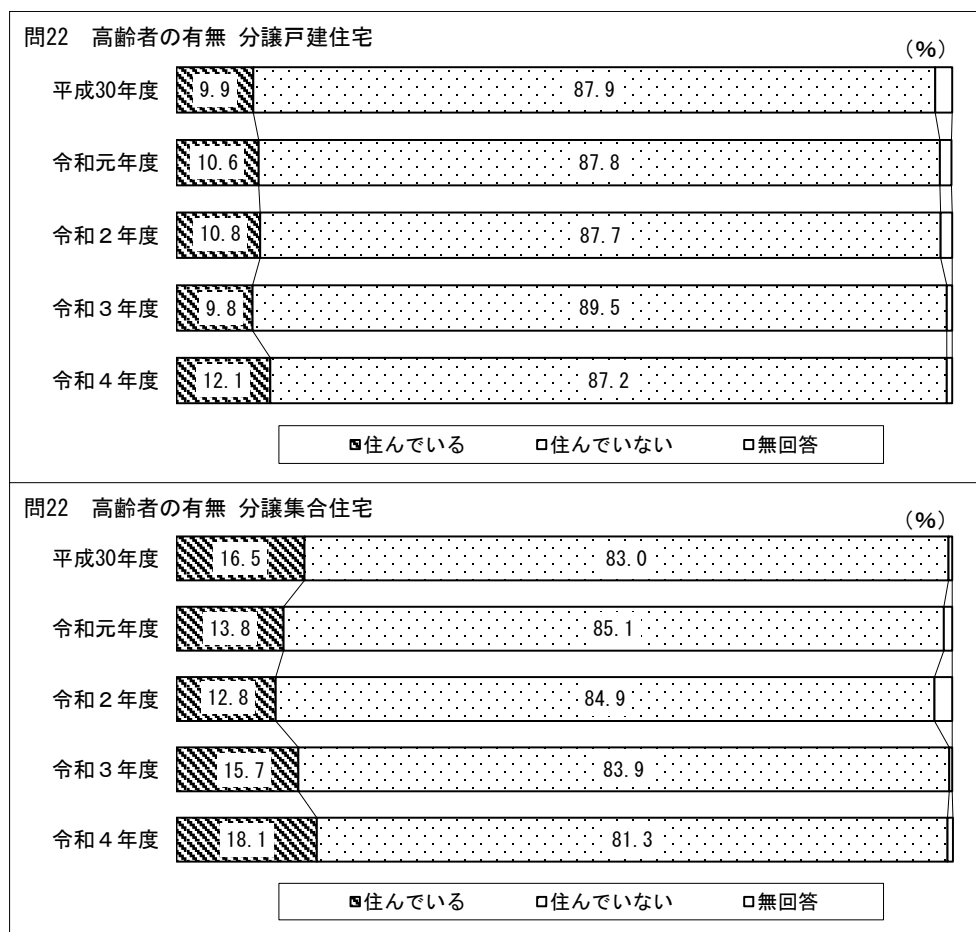 問22　高齢者の有無 分譲戸建住宅
（%）
平成30年度 9.9 87.9
令和元年度 10.6 87.8
令和２年度 10.8 87.7
令和３年度 9.8 89.5
令和４年度 12.1 87.2
住んでいる 住んでいない 無回答
問22　高齢者の有無 分譲集合住宅
（%）
平成30年度 16.5 83.0
令和元年度 13.8 85.1
令和２年度 12.8 84.9
令和３年度 15.7 83.9
令和４年度 18.1 81.3
住んでいる 住んでいない 無回答